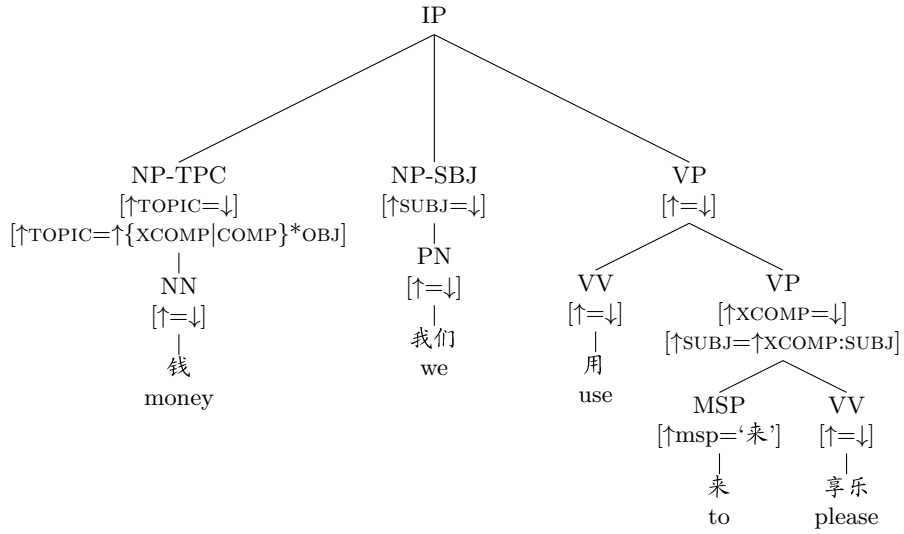 IP
NP-TPC NP-SBJ VP
[↑TOPIC=↓] [↑SUBJ=↓] [↑=↓]
[↑TOPIC=↑{XCOMP|COMP}*OBJ]
PN
NN [↑=↓] VV VP
[↑=↓] [↑=↓] [↑XCOMP=↓]
我们 [↑SUBJ=↑XCOMP:SUBJ]
钱 we 用
money use
MSP VV
[↑msp=‘来’] [↑=↓]
来 享乐
to please